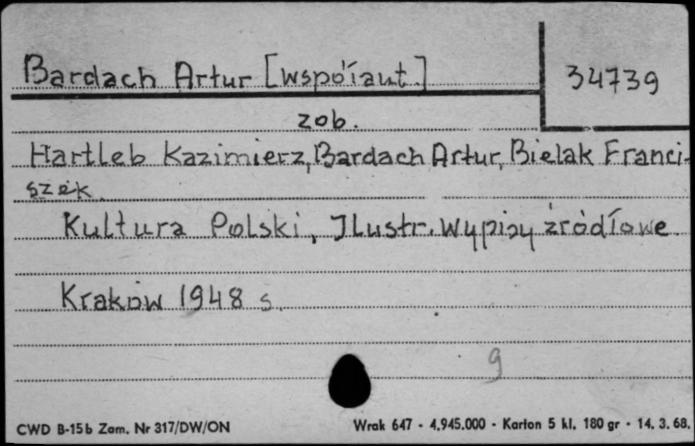 Bardach Artur [współaut.]
34739
zob.
Hartleb Kazimierz, Bardach Artur, Bielak Franci-
szek.
Kultura Polski, Ilustr. wypisy źródłowe
Kraków 1948 s.
9
CWD B-15b Zam. Nr 317/DW/ON
Wrak 647 - 4.945.000 - Karton 5 kl. 180 gr - 14. 3. 68.